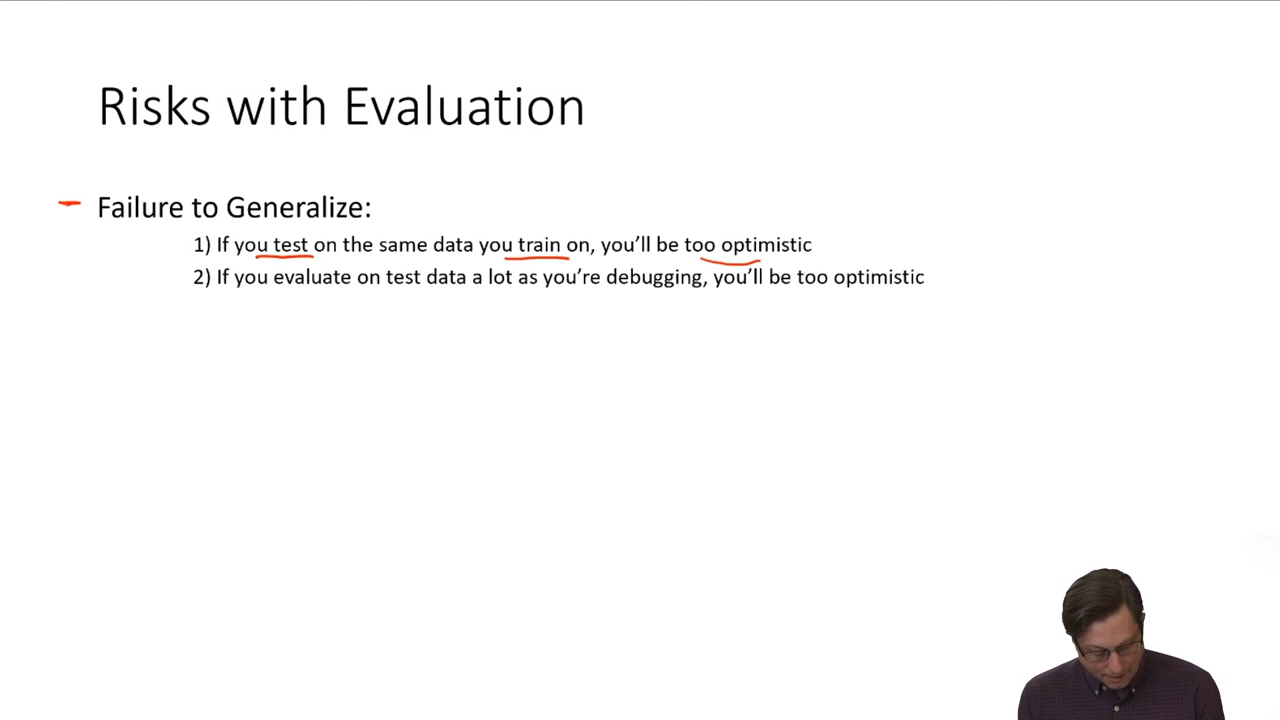 Risks with Evaluation
Failure to Generalize:
1) If you test on the same data you train on, you’ll be too optimistic
2) If you evaluate on test data a lot as you’re debugging, you’ll be too optimistic